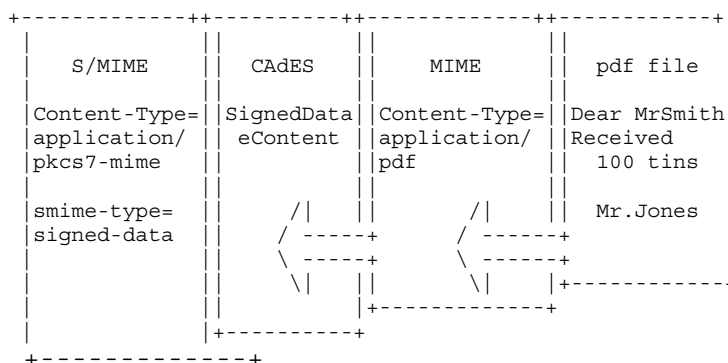 +-------------++----------++-------------++------------+
|             ||          ||             ||
|   S/MIME    ||  CAdES   ||    MIME     ||  pdf file
|             ||          ||             ||
|Content-Type=||SignedData||Content-Type=||Dear MrSmith
|application/ || eContent ||application/ ||Received
|pkcs7-mime   ||          ||pdf          ||  100 tins
|             ||          ||             ||
|smime-type=  ||     /|   ||       /|    ||  Mr.Jones
|signed-data  ||    / -----+      / ------+
|             ||    \ -----+      \ ------+
|             ||     \|   ||       \|    |+------------
|             ||          |+-------------+
|             |+----------+
+--------------+